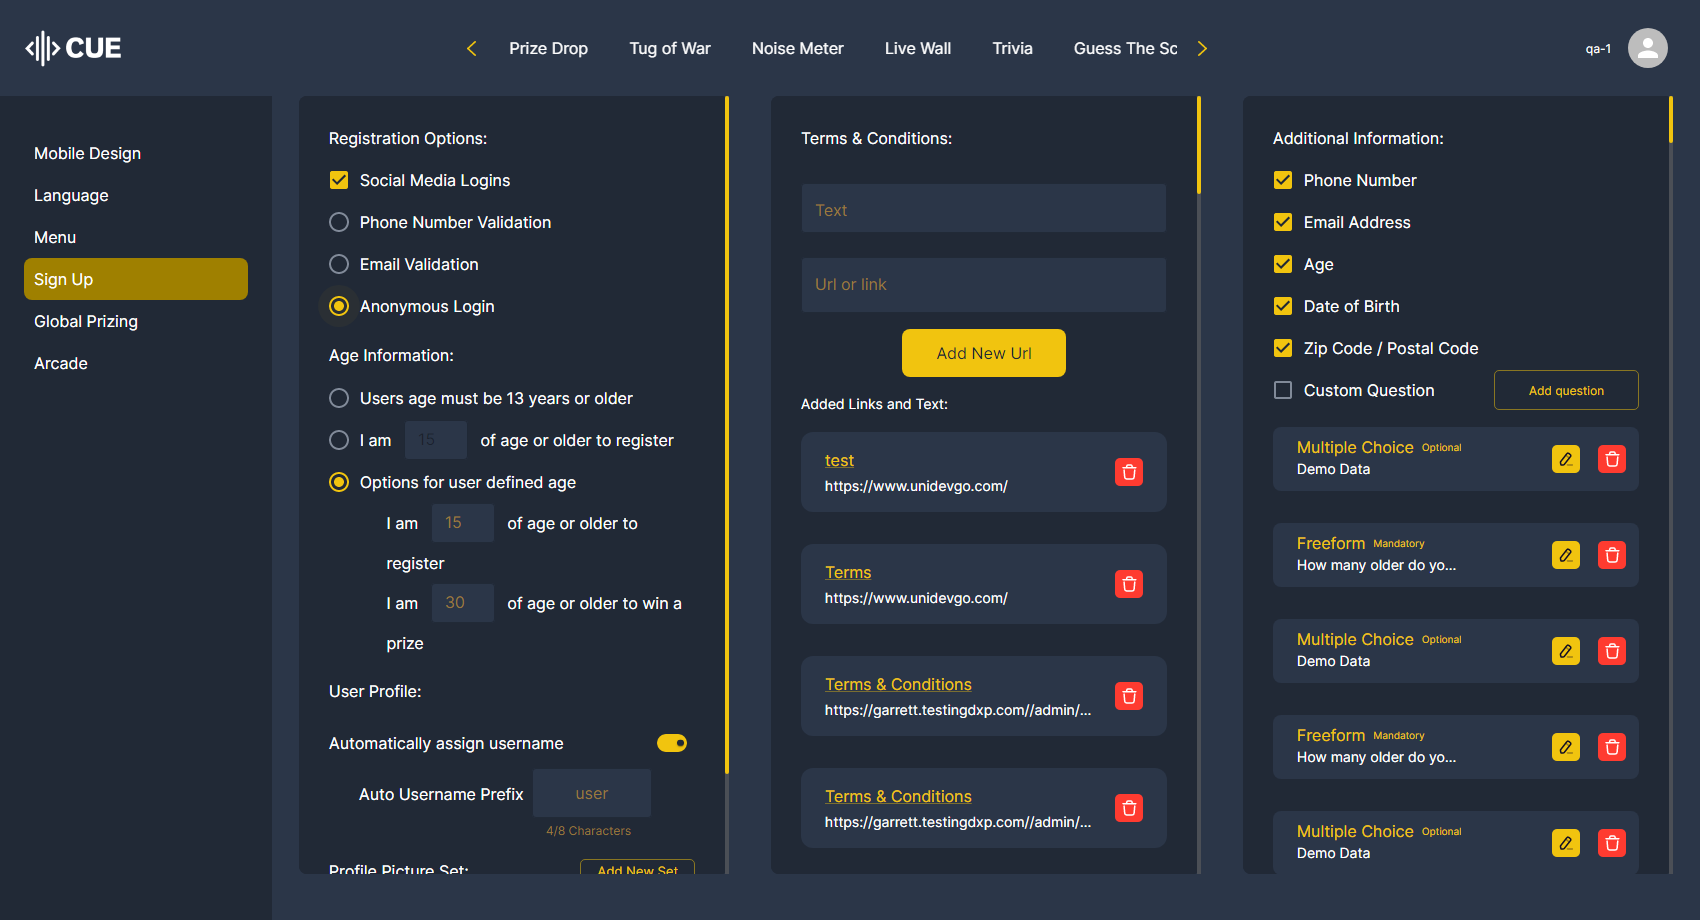 CUE
Prize Drop
Tug of War
Noise Meter
Live Wall
Trivia
Guess The Sc
qa-1
Mobile Design
Language
Menu
Sign Up
Global Prizing
Arcade
Registration Options:
Social Media Logins
Phone Number Validation
Email Validation
Anonymous Login
Age Information:
Users age must be 13 years or older
I am 15 of age or older to register
Options for user defined age
I am 15 of age or older to
register
I am 30 of age or older to win a
prize
User Profile:
Automatically assign username
Auto Username Prefix user
4/8 Characters
Profile Picture Set: Add New Set
Terms & Conditions:
Text
Url or link
Add New Url
Added Links and Text:
test
https://www.unidevgo.com/
Terms
https://www.unidevgo.com/
Terms & Conditions
https://garrett.testingdxp.com//admin/...
Terms & Conditions
https://garrett.testingdxp.com//admin/...
Additional Information:
Phone Number
Email Address
Age
Date of Birth
Zip Code / Postal Code
Custom Question Add question
Multiple Choice Optional
Demo Data
Freeform Mandatory
How many older do yo...
Multiple Choice Optional
Demo Data
Freeform Mandatory
How many older do yo...
Multiple Choice Optional
Demo Data